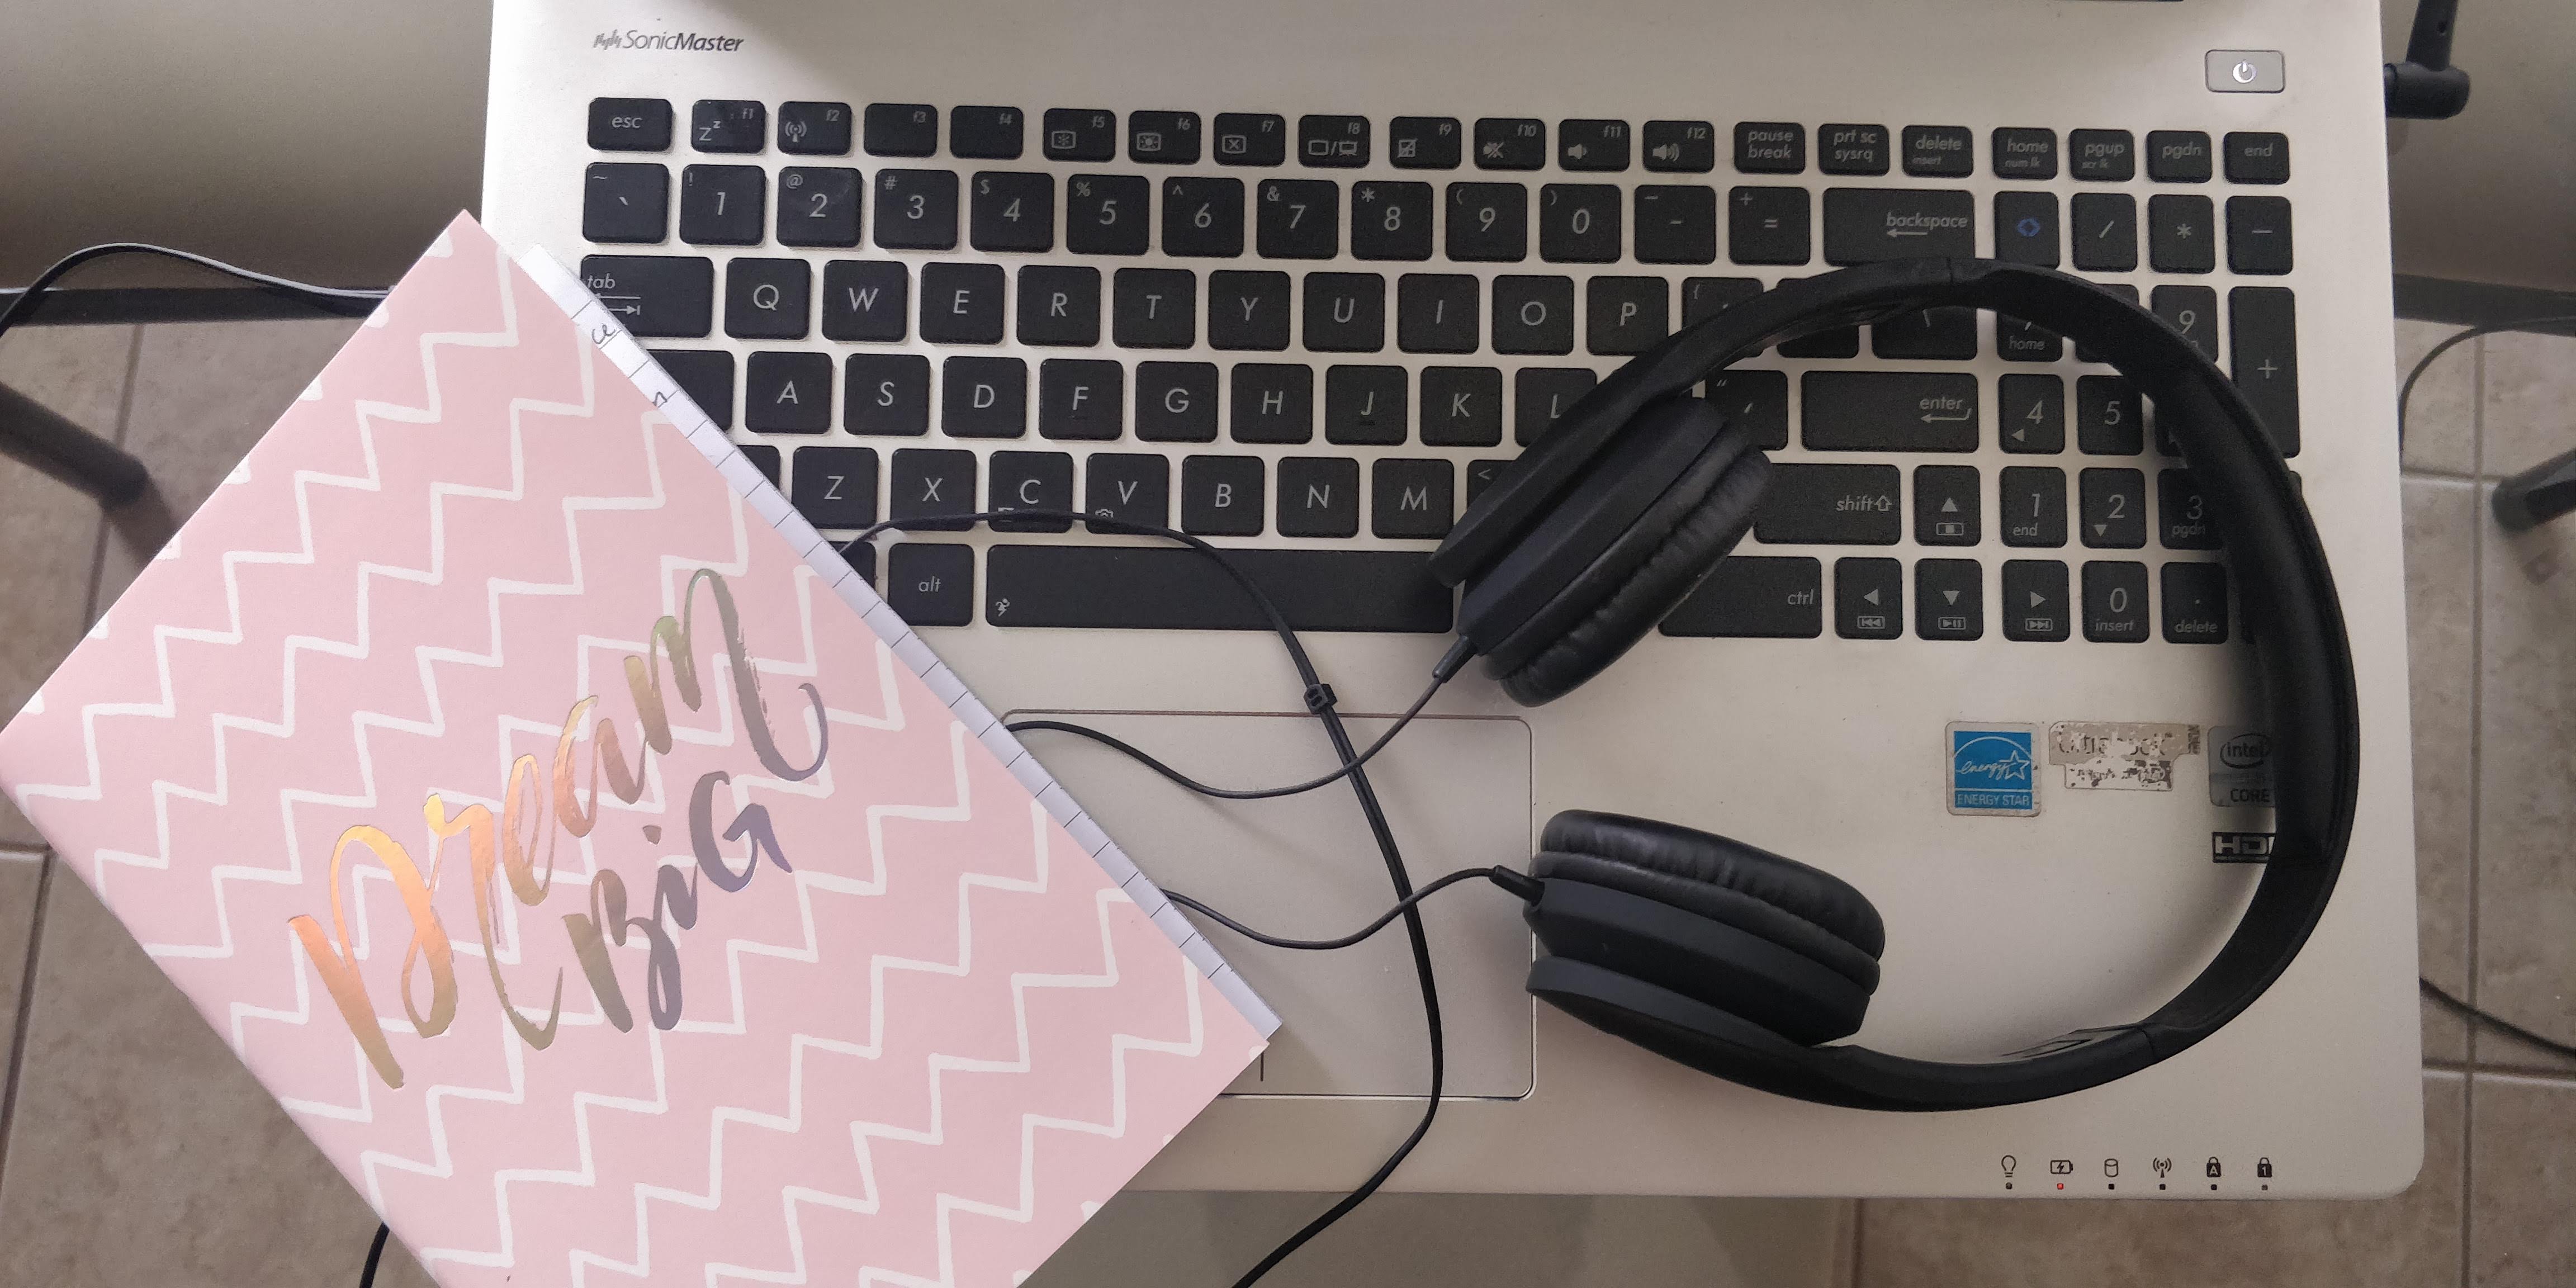 SonicMaster
esc f1 f2 f3 f4 f5 f6 f7 f8 f9 f10 f11 f12 pause break prt sc sysrq delete insert home num lk pgup scr lk pgdn end
~ ` ! 1 @ 2 # 3 $ 4 % 5 ^ 6 & 7 * 8 ( 9 ) 0 _ - + = backspace / * -
tab Q W E R T Y U I O P { \ 7 home 9 +
A S D F G H J K L " ' enter 4 5
Z X C V B N M < shift 1 end 2 3 pgdn
alt ctrl 0 insert . delete
Dream
BiG
energy
ENERGY STAR
intel
CORE
HD
A 1